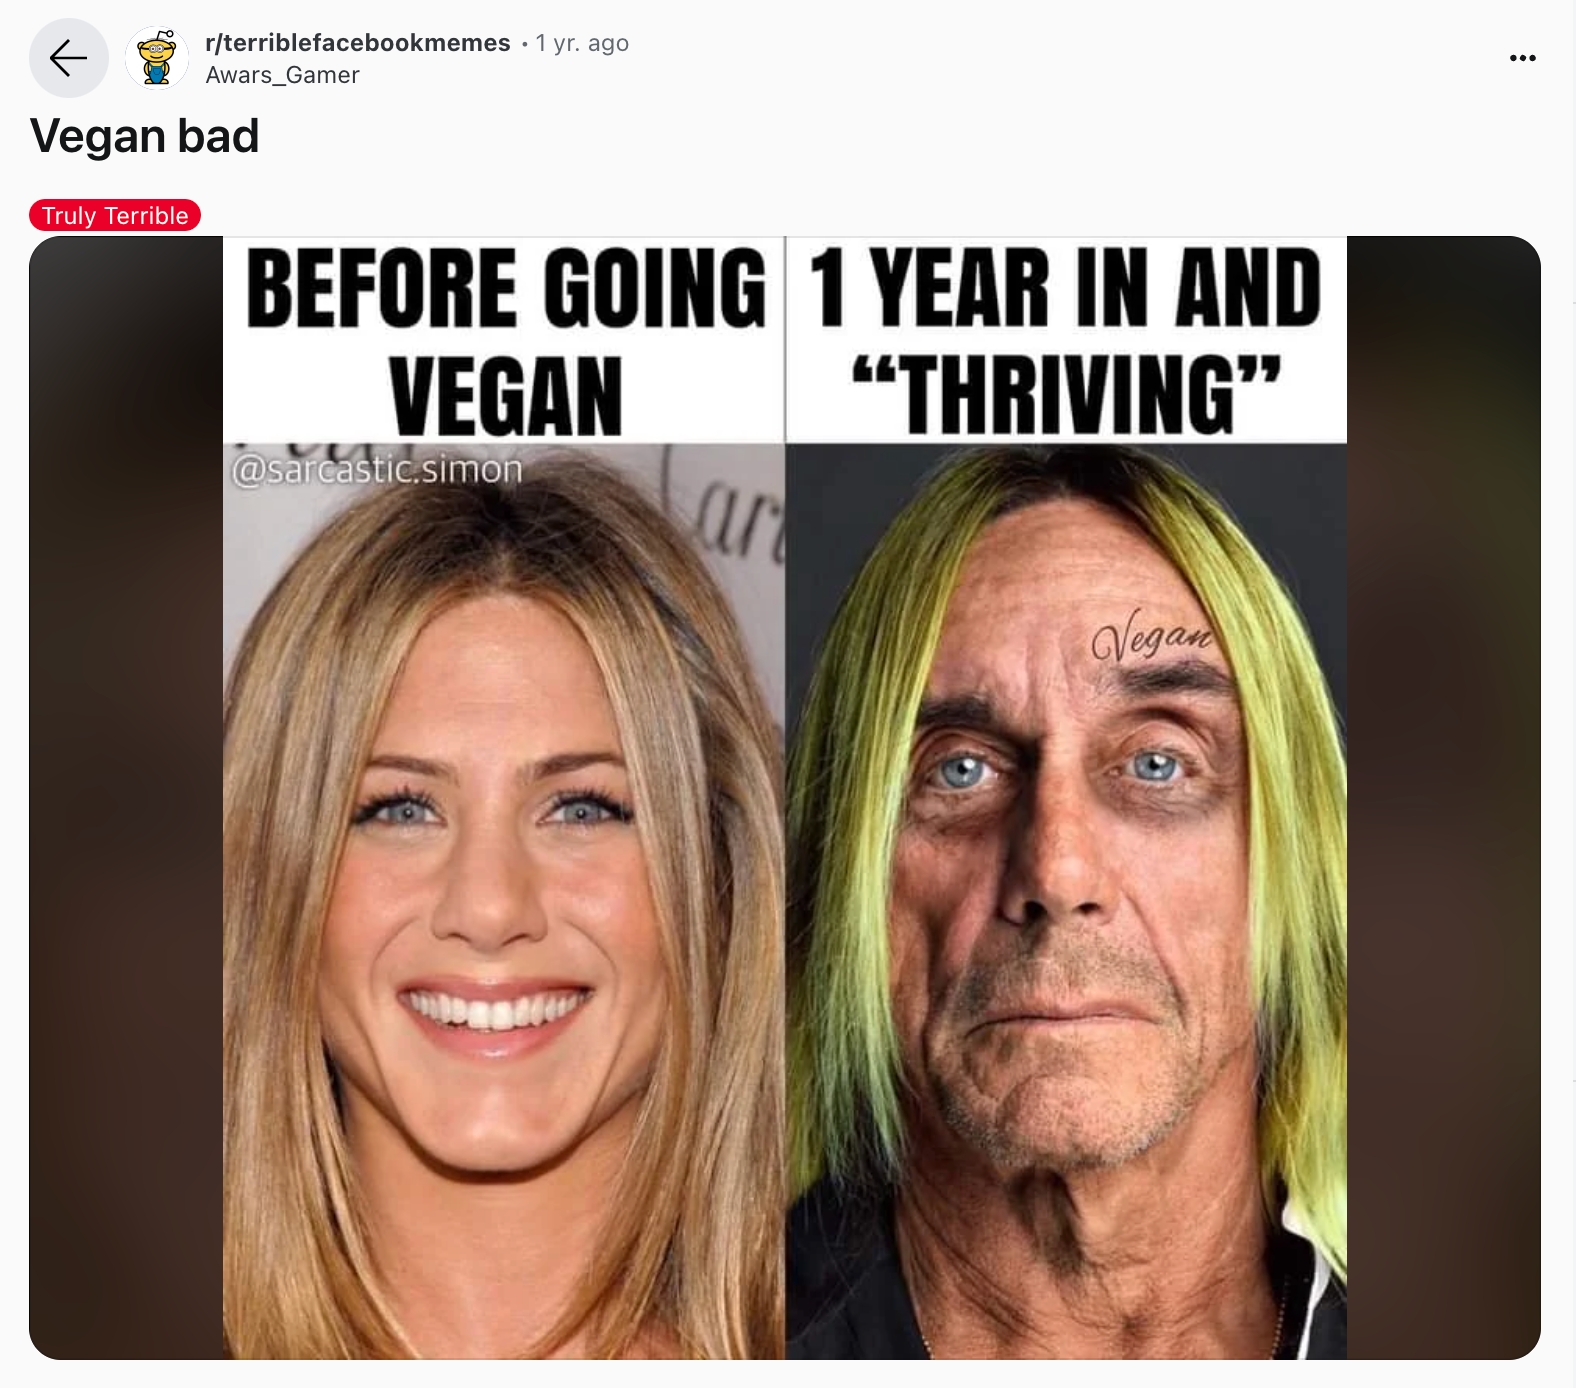 r/terriblefacebookmemes • 1 yr. ago
Awars_Gamer
Vegan bad
Truly Terrible
BEFORE GOING
VEGAN
1 YEAR IN AND
“THRIVING”
@sarcastic.simon
Vegan